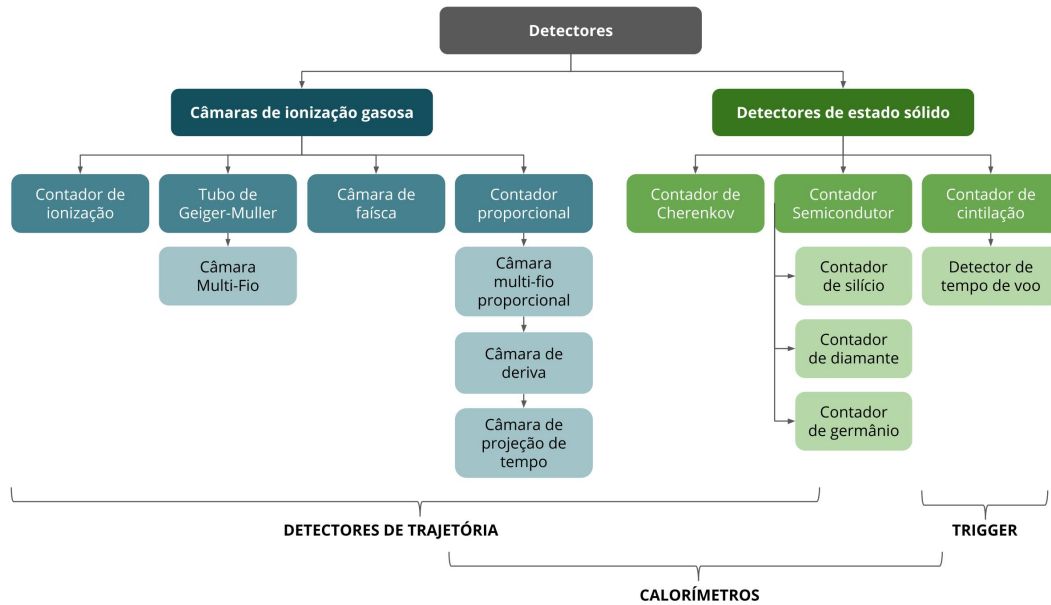 Detectores
Câmaras de ionização gasosa
Detectores de estado sólido
Contador de
ionização
Tubo de
Geiger-Muller
Câmara de
faísca
Contador
proporcional
Contador de
Cherenkov
Contador
Semicondutor
Contador de
cintilação
Câmara
Multi-Fio
Câmara
multi-fio
proporcional
Contador
de silício
Detector de
tempo de voo
Câmara de
deriva
Contador
de diamante
Câmara de
projeção de
tempo
Contador
de germânio
DETECTORES DE TRAJETÓRIA
TRIGGER
CALORÍMETROS